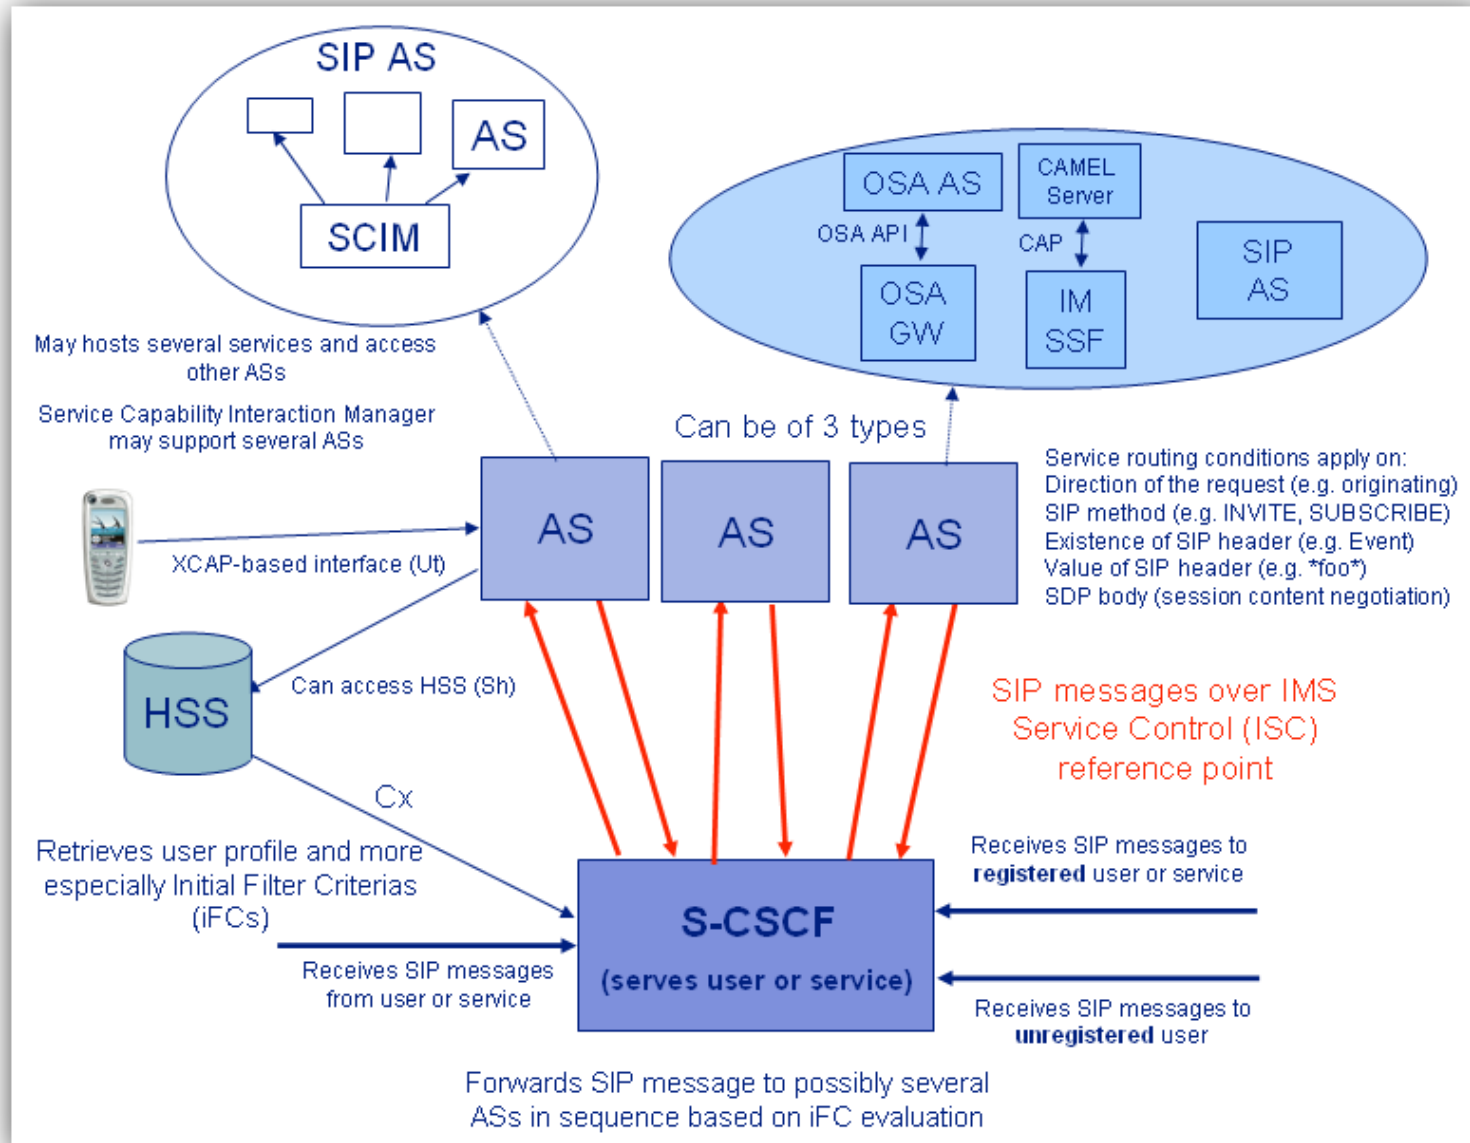 SIP AS
AS
SCIM
OSA AS
CAMEL
Server
OSA API
CAP
OSA
GW
IM
SSF
SIP
AS
May hosts several services and access
other ASs
Service Capability Interaction Manager
may support several ASs
Can be of 3 types
Service routing conditions apply on:
Direction of the request (e.g. originating)
SIP method (e.g. INVITE, SUBSCRIBE)
Existence of SIP header (e.g. Event)
Value of SIP header (e.g. *foo*)
SDP body (session content negotiation)
AS
AS
AS
XCAP-based interface (Ut)
HSS
Can access HSS (Sh)
SIP messages over IMS
Service Control (ISC)
reference point
Cx
Retrieves user profile and more
especially Initial Filter Criterias
(iFCs)
Receives SIP messages
from user or service
S-CSCF
(serves user or service)
Receives SIP messages to
registered user or service
Receives SIP messages to
unregistered user
Forwards SIP message to possibly several
ASs in sequence based on iFC evaluation